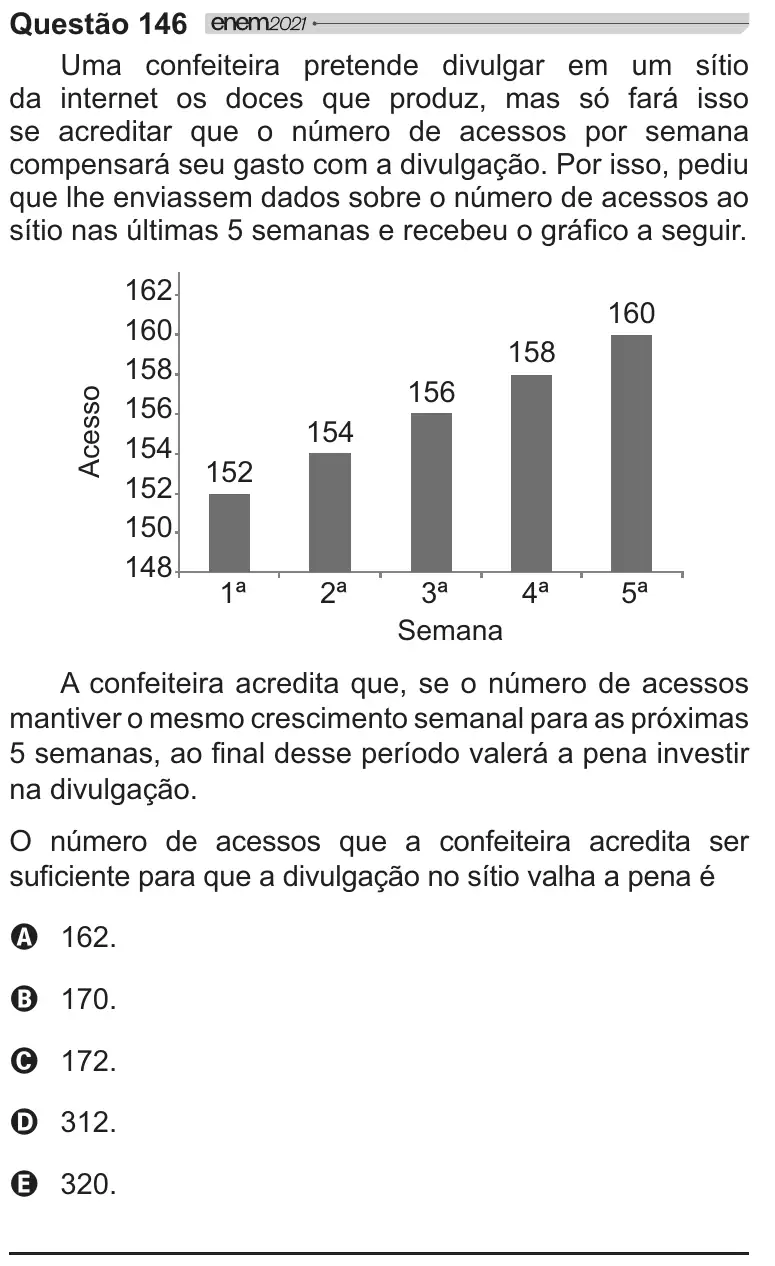 Questão 146 enem2021
Uma confeiteira pretende divulgar em um sítio
da internet os doces que produz, mas só fará isso
se acreditar que o número de acessos por semana
compensará seu gasto com a divulgação. Por isso, pediu
que lhe enviassem dados sobre o número de acessos ao
sítio nas últimas 5 semanas e recebeu o gráfico a seguir.
162
160
158
156
154
152
150
148
Acesso
152
154
156
158
160
1ª 2ª 3ª 4ª 5ª
Semana
A confeiteira acredita que, se o número de acessos
mantiver o mesmo crescimento semanal para as próximas
5 semanas, ao final desse período valerá a pena investir
na divulgação.
O número de acessos que a confeiteira acredita ser
suficiente para que a divulgação no sítio valha a pena é
A 162.
B 170.
C 172.
D 312.
E 320.